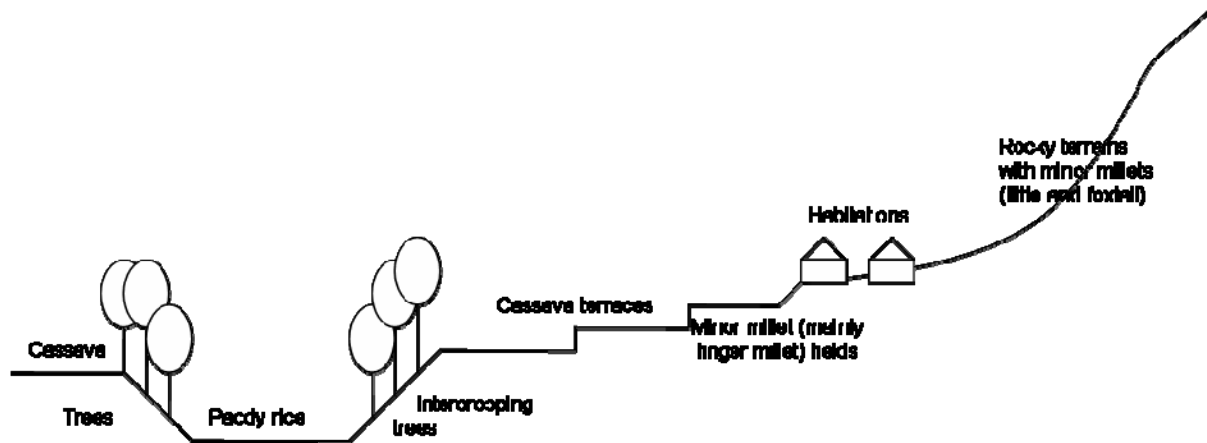 Rocky terrains
with minor millets
(little and foxtail)
Habitations
Cassava terraces
Minor millet (mainly
finger millet) fields
Cassava
Intercropping
trees
Trees
Paddy rice